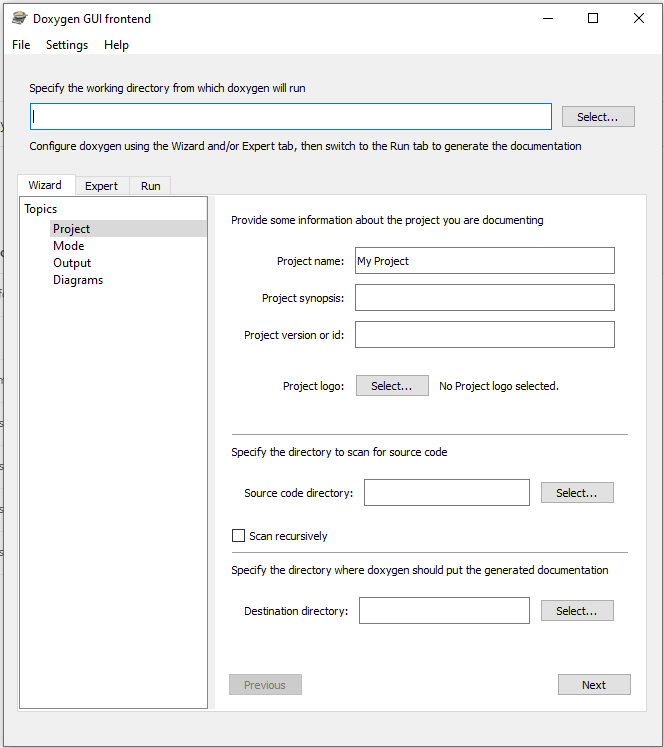 Doxygen GUI frontend
File Settings Help
Specify the working directory from which doxygen will run
Select...
Configure doxygen using the Wizard and/or Expert tab, then switch to the Run tab to generate the documentation
Wizard Expert Run
Topics
Project
Mode
Output
Diagrams
Provide some information about the project you are documenting
Project name: My Project
Project synopsis:
Project version or id:
Project logo: Select... No Project logo selected.
Specify the directory to scan for source code
Source code directory: Select...
Scan recursively
Specify the directory where doxygen should put the generated documentation
Destination directory: Select...
Previous Next